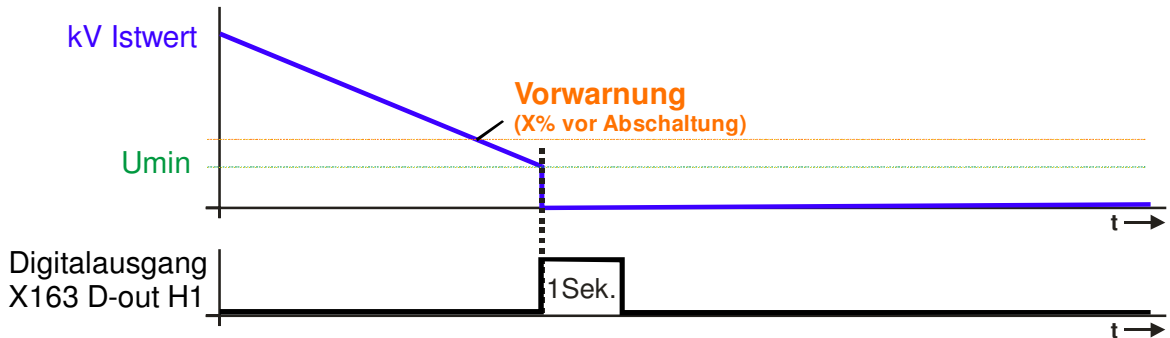 kV Istwert
Vorwarnung
(X% vor Abschaltung)
Umin
t
Digitalausgang
X163 D-out H1
1Sek.
t